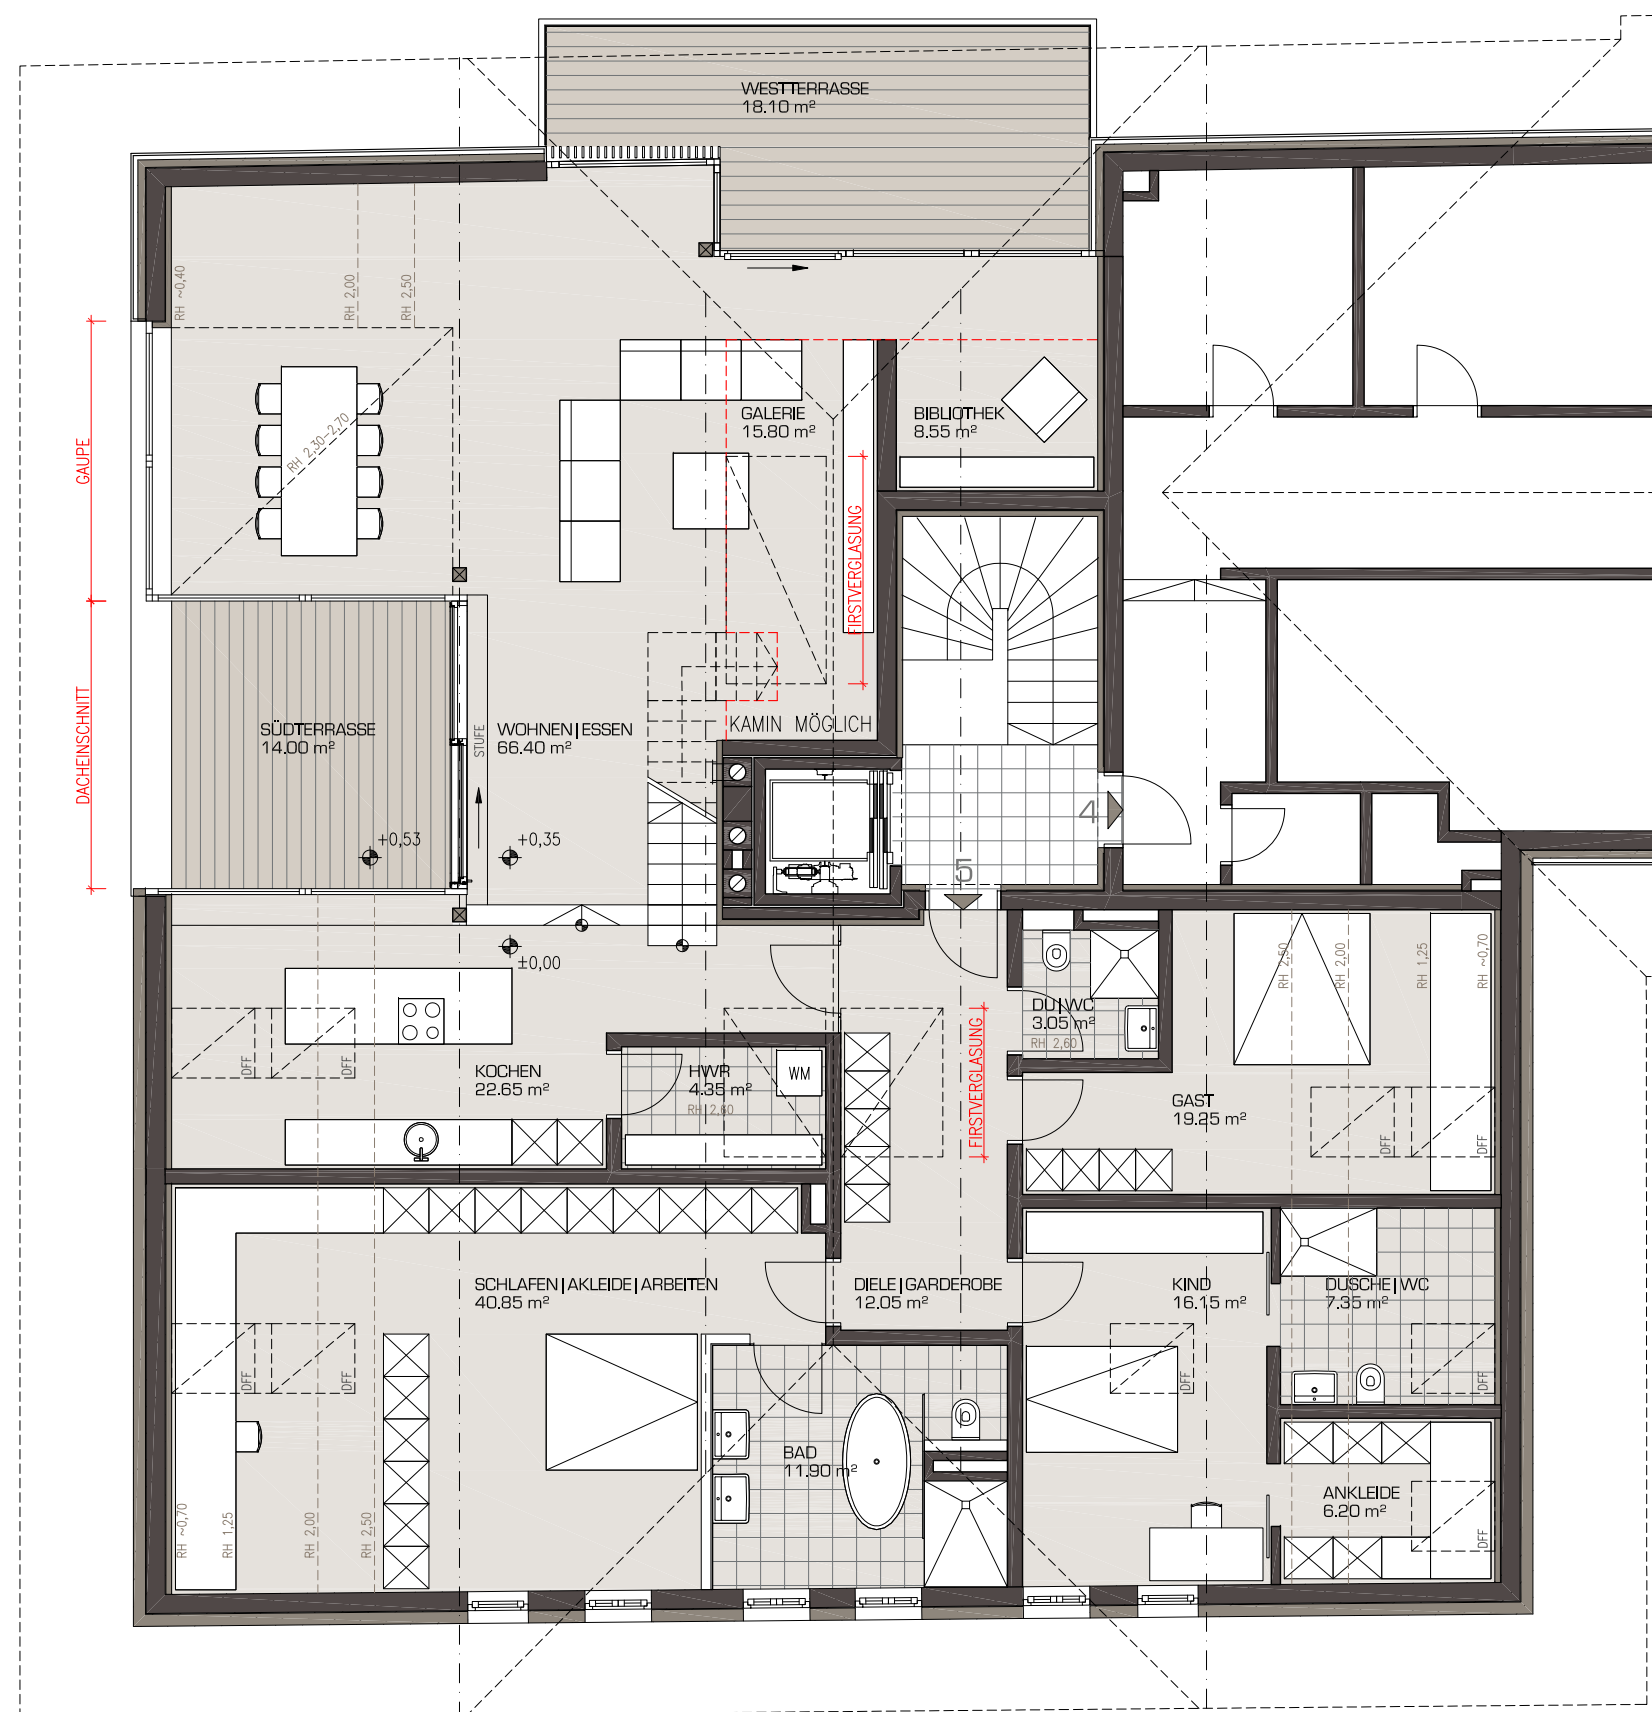 WESTTERRASSE
18.10 m²
RH ~0,40
RH 2,00
RH 2,50
GAUPE
RH 2,30-2,70
GALERIE
15.80 m²
BIBLIOTHEK
8.55 m²
FIRSTVERGLASUNG
DACHEINSCHNITT
SÜDTERRASSE
14.00 m²
STUFE
WOHNEN|ESSEN
66.40 m²
KAMIN MÖGLICH
+0,53
+0,35
4
5
±0,00
DU|WC
3.05 m²
RH 2,60
RH 2,50
RH 2,00
RH 1,25
RH ~0,70
FIRSTVERGLASUNG
DFF
DFF
KOCHEN
22.65 m²
HWR
4.35 m²
RH 2,60
WM
GAST
19.25 m²
DFF
DFF
SCHLAFEN|AKLEIDE|ARBEITEN
40.85 m²
DIELE|GARDEROBE
12.05 m²
KIND
16.15 m²
DUSCHE|WC
7.35 m²
DFF
DFF
DFF
DFF
BAD
11.90 m²
ANKLEIDE
6.20 m²
RH ~0,70
RH 1,25
RH 2,00
RH 2,50
DFF